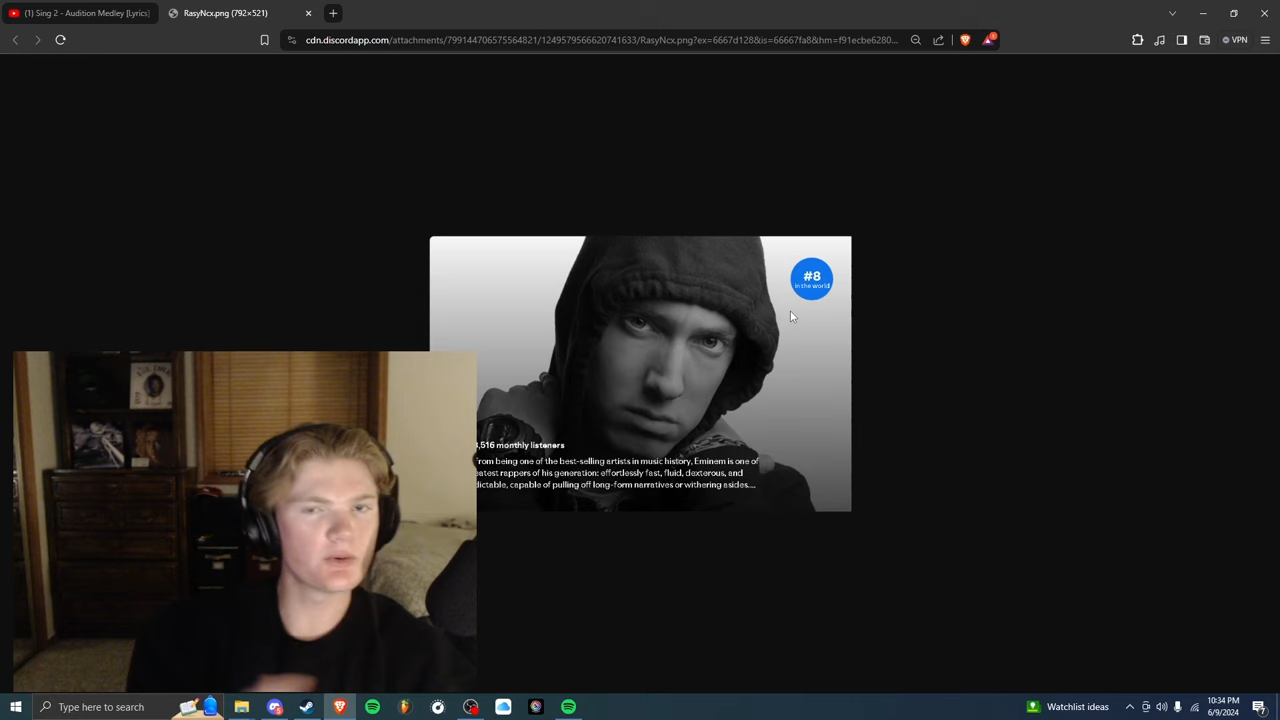 (1) Sing 2 - Audition Medley [Lyrics]
RasyNcx.png (792×521)
cdn.discordapp.com/attachments/799144706575564821/1249579566620741633/RasyNcx.png?ex=6667d128&is=66667fa8&hm=f91ecbe6280...
VPN
#8
in the world
,516 monthly listeners
from being one of the best-selling artists in music history, Eminem is one of
eatest rappers of his generation: effortlessly fast, fluid, dexterous, and
dictable, capable of pulling off long-form narratives or withering asides....
Type here to search
Watchlist ideas
10:34 PM
6/9/2024